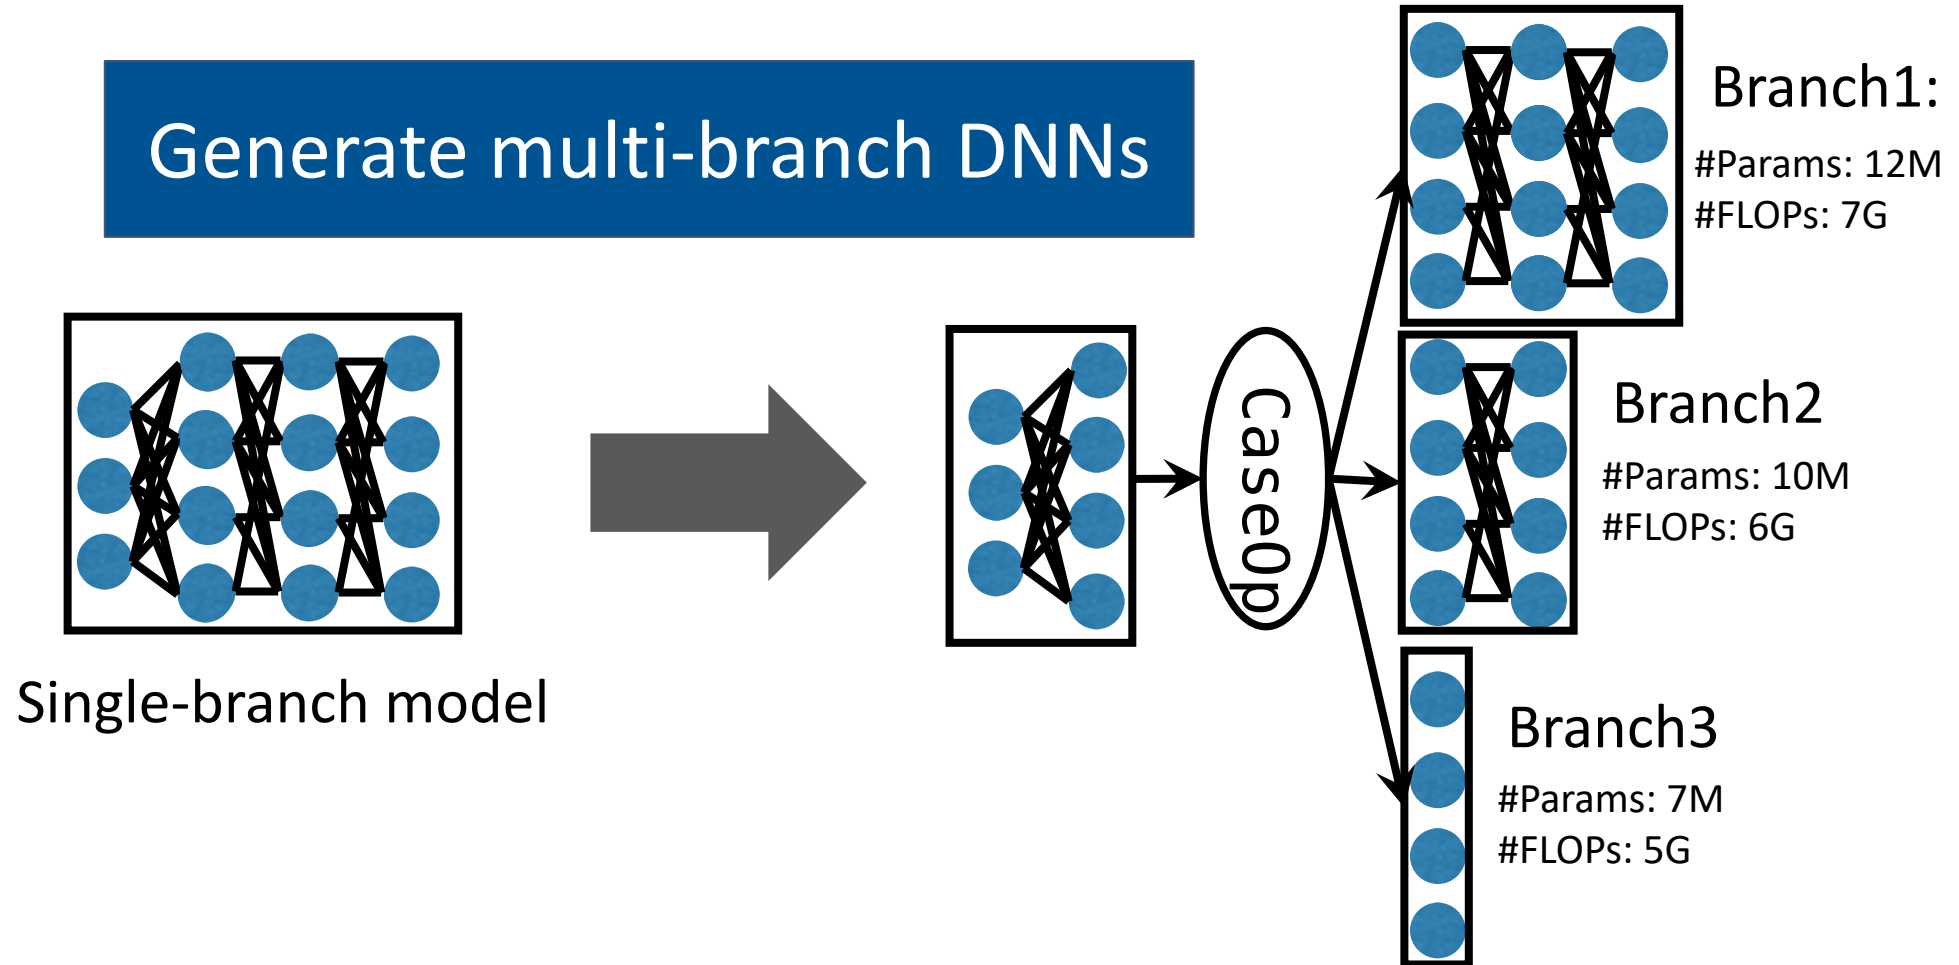 Generate multi-branch DNNs
Single-branch model
CaseOp
Branch1:
#Params: 12M
#FLOPs: 7G
Branch2
#Params: 10M
#FLOPs: 6G
Branch3
#Params: 7M
#FLOPs: 5G